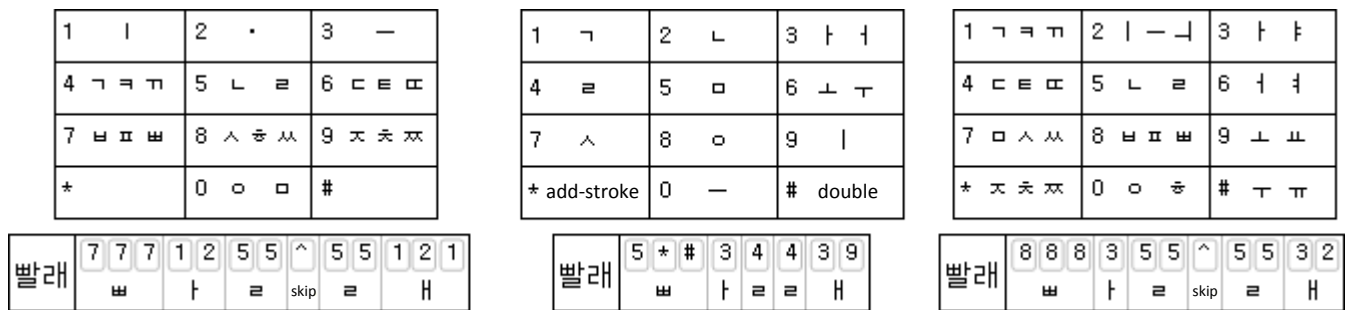 1 ㅣ 2 · 3 ㅡ
4 ㄱ ㅋ ㄲ 5 ㄴ ㄹ 6 ㄷ ㅌ ㄸ
7 ㅂ ㅍ ㅃ 8 ㅅ ㅎ ㅆ 9 ㅈ ㅊ ㅉ
* 0 ㅇ ㅁ #
빨래 7 7 7 1 2 5 5 ^ 5 5 1 2 1
ㅃ ㅏ ㄹ skip ㄹ ㅐ
1 ㄱ 2 ㄴ 3 ㅏ ㅓ
4 ㄹ 5 ㅁ 6 ㅗ ㅜ
7 ㅅ 8 ㅇ 9 ㅣ
* add-stroke 0 ㅡ # double
빨래 5 * # 3 4 4 3 9
ㅃ ㅏ ㄹ ㄹ ㅐ
1 ㄱ ㅋ ㄲ 2 ㅣ ㅡ ㅢ 3 ㅏ ㅑ
4 ㄷ ㅌ ㄸ 5 ㄴ ㄹ 6 ㅓ ㅕ
7 ㅁ ㅅ ㅆ 8 ㅂ ㅍ ㅃ 9 ㅗ ㅛ
* ㅈ ㅊ ㅉ 0 ㅇ ㅎ # ㅜ ㅠ
빨래 8 8 8 3 5 5 ^ 5 5 3 2
ㅃ ㅏ ㄹ skip ㄹ ㅐ